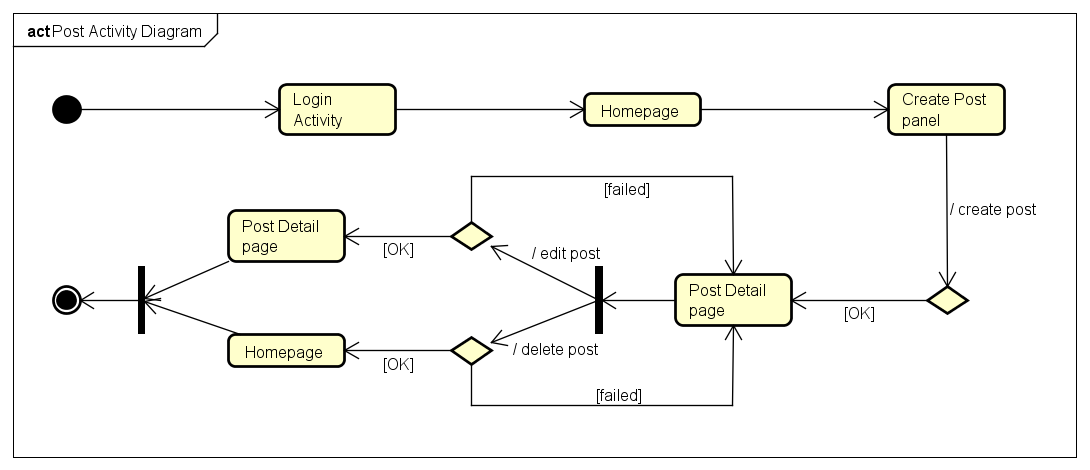 act Post Activity Diagram
Login
Activity
Homepage
Create Post
panel
[failed]
/ create post
Post Detail
page
[OK]
/ edit post
Post Detail
page
[OK]
Homepage
[OK]
/ delete post
[failed]